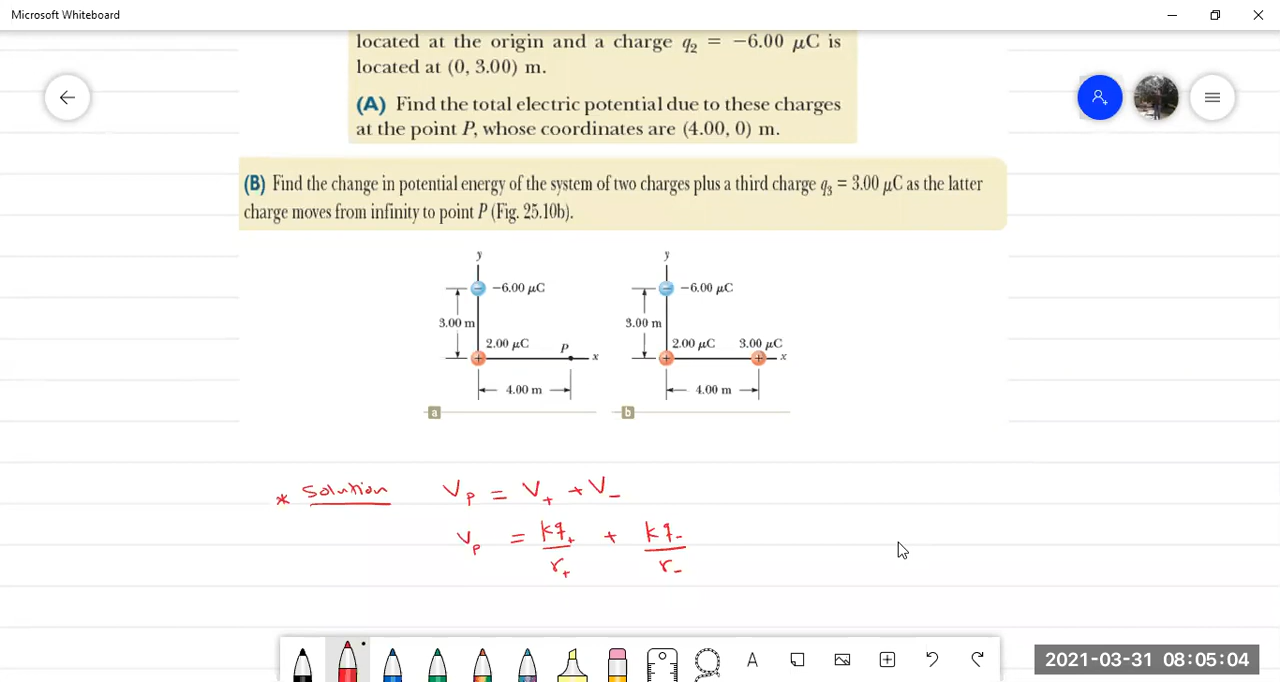 Microsoft Whiteboard
located at the origin and a charge q₂ = −6.00 μC is
located at (0, 3.00) m.
(A) Find the total electric potential due to these charges
at the point P, whose coordinates are (4.00, 0) m.
(B) Find the change in potential energy of the system of two charges plus a third charge q₃ = 3.00 μC as the latter
charge moves from infinity to point P (Fig. 25.10b).
y
−6.00 μC
3.00 m
2.00 μC
P
x
4.00 m
a
y
−6.00 μC
3.00 m
2.00 μC
3.00 μC
x
4.00 m
b
* Solution V_P = V₊ + V₋
V_P = kq₊/r₊ + kq₋/r₋
A
2021-03-31 08:05:04